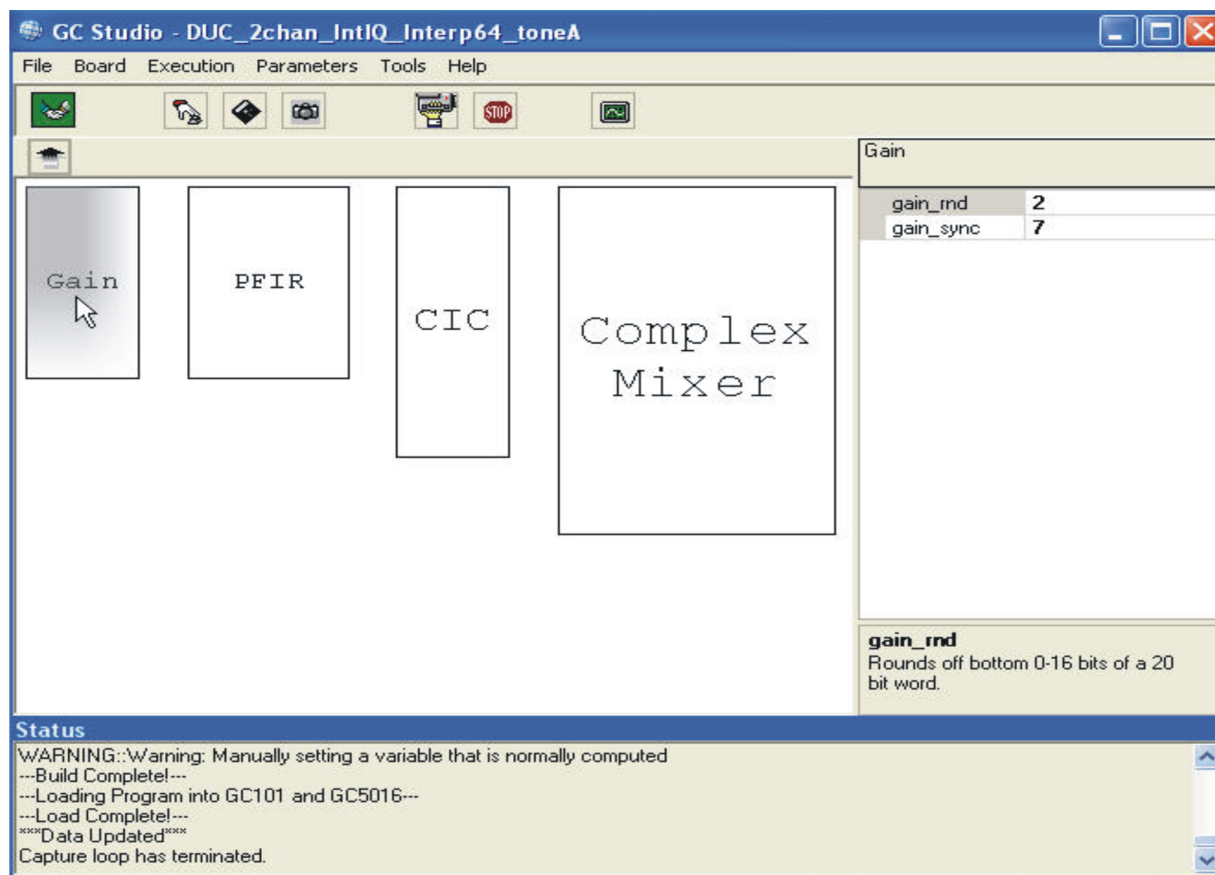 GC Studio - DUC_2chan_IntIQ_Interp64_toneA
File Board Execution Parameters Tools Help
STOP
Gain
gain_rnd 2
gain_sync 7
Gain
PFIR
CIC
Complex
Mixer
gain_rnd
Rounds off bottom 0-16 bits of a 20
bit word.
Status
WARNING::Warning: Manually setting a variable that is normally computed
---Build Complete!---
---Loading Program into GC101 and GC5016---
---Load Complete!---
***Data Updated***
Capture loop has terminated.